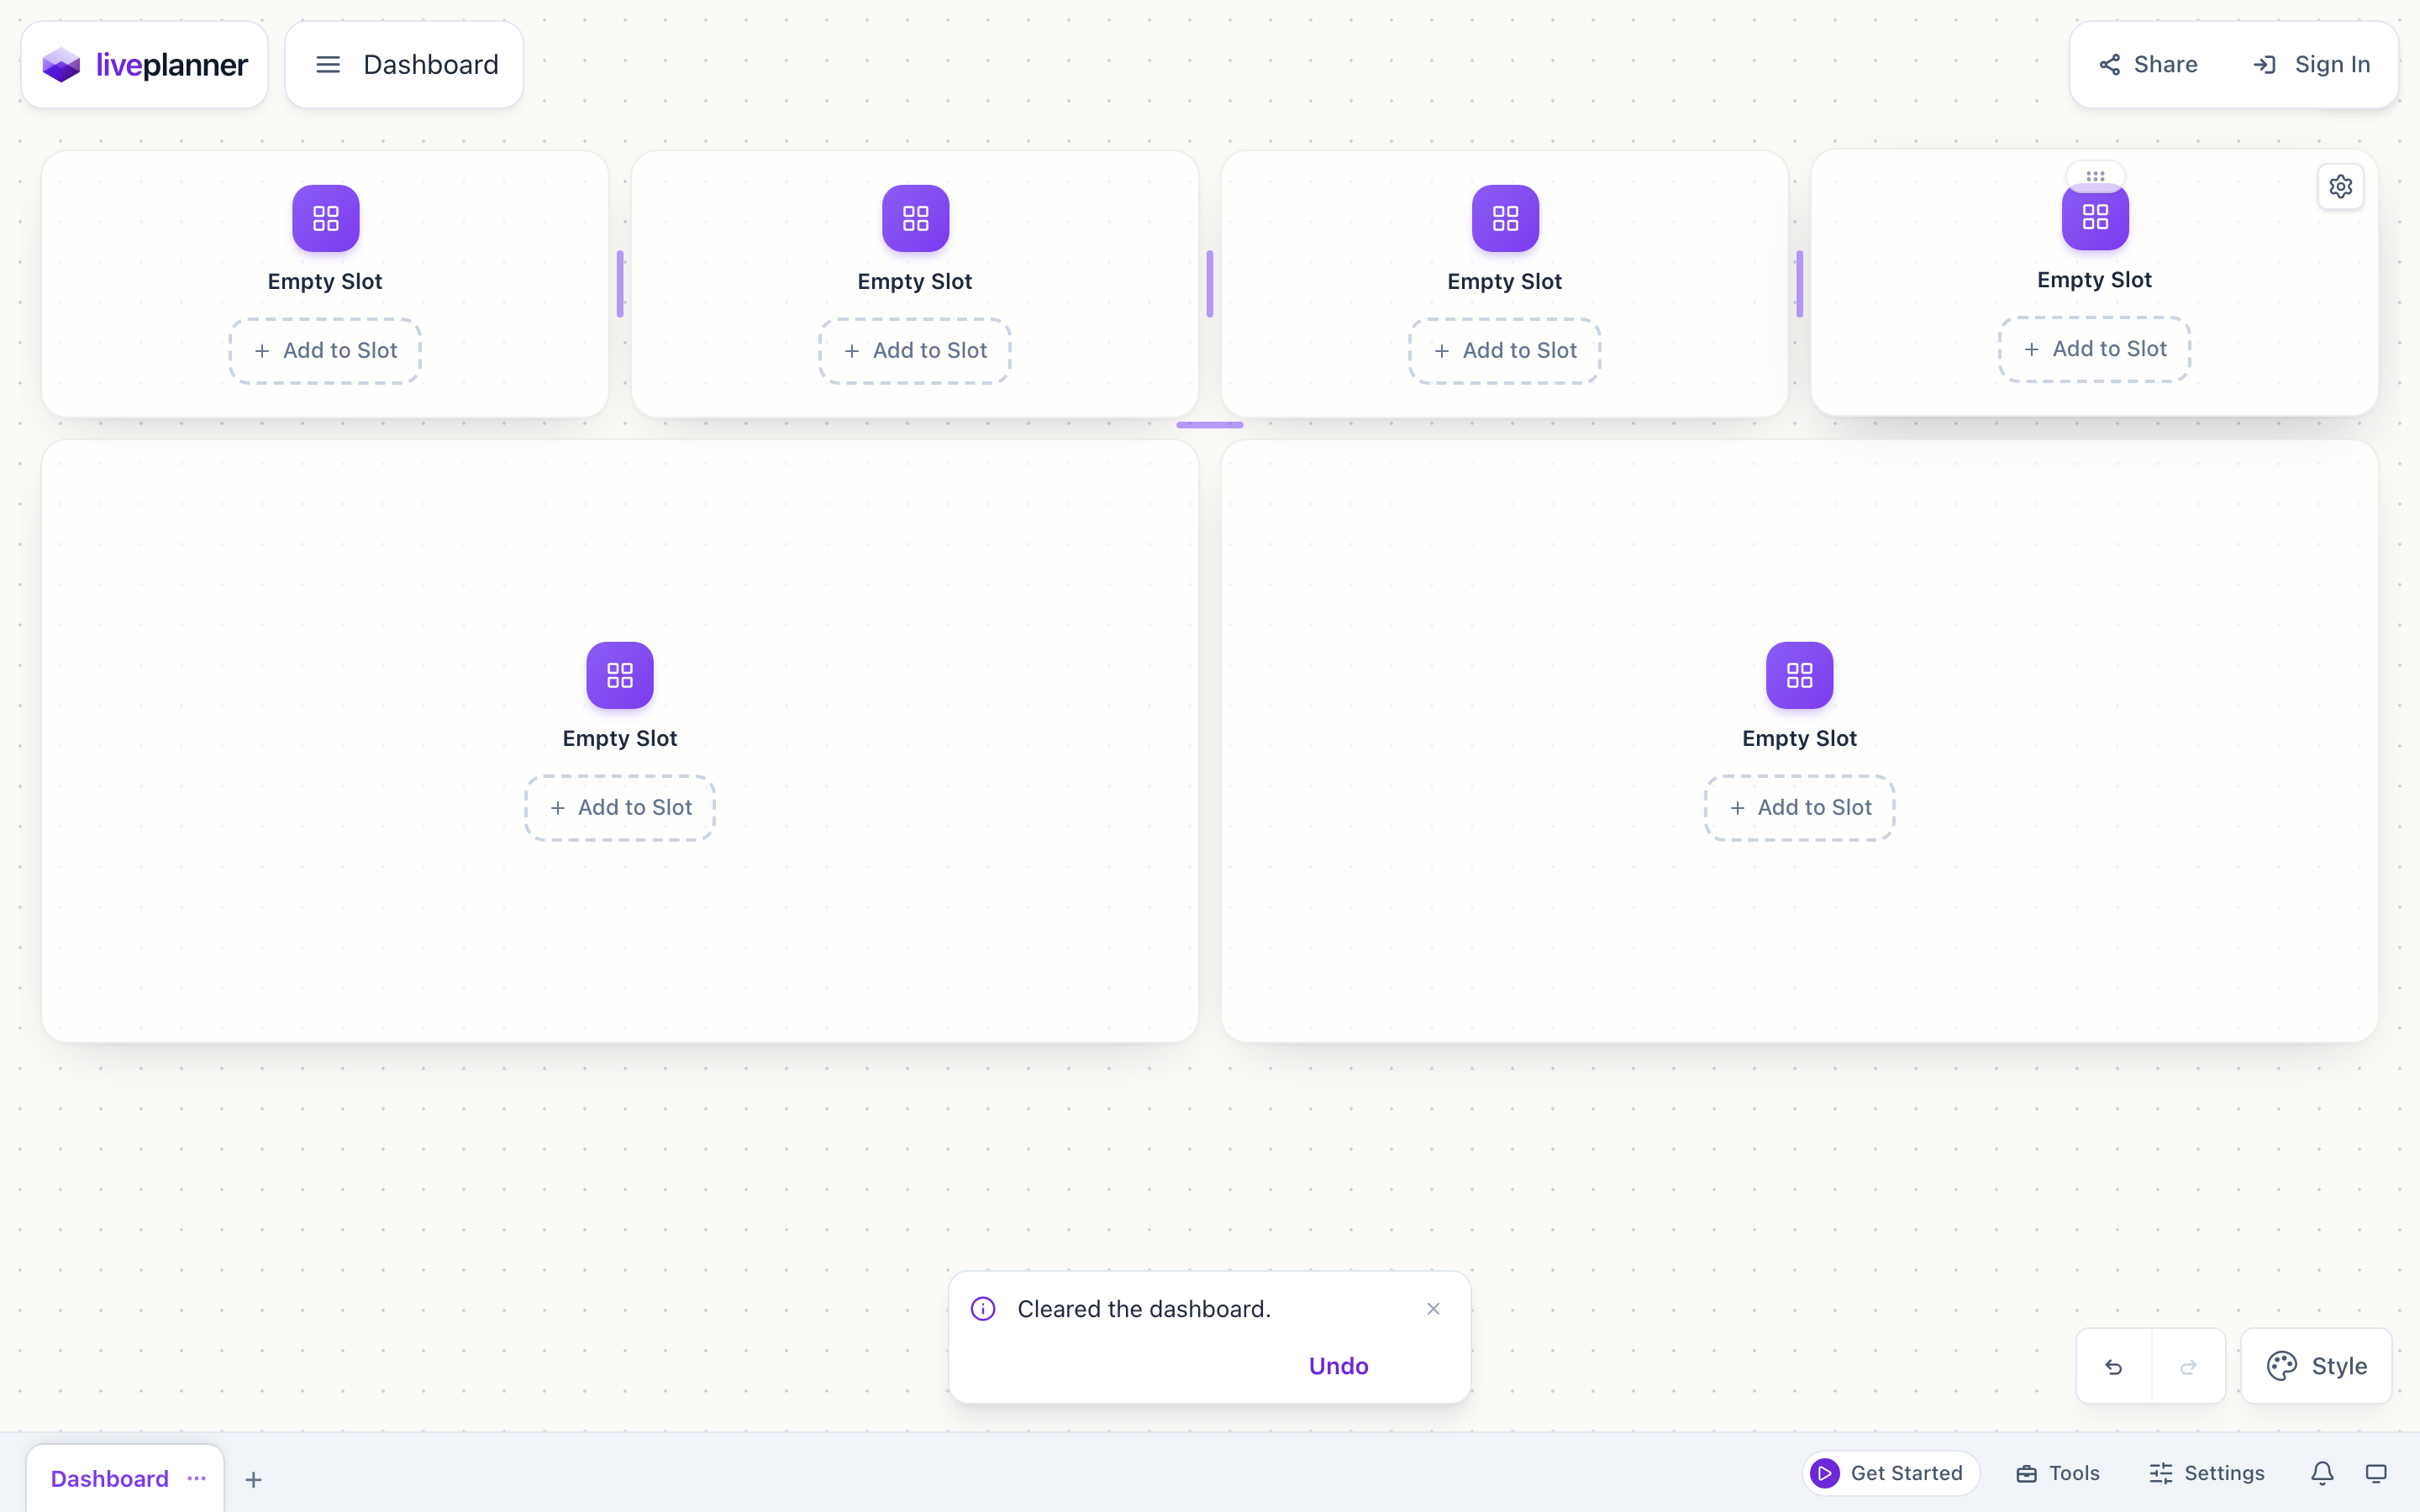 liveplanner
Dashboard
Share
Sign In
Empty Slot
+ Add to Slot
Empty Slot
+ Add to Slot
Empty Slot
+ Add to Slot
Empty Slot
+ Add to Slot
Empty Slot
+ Add to Slot
Empty Slot
+ Add to Slot
Cleared the dashboard.
Undo
Style
Dashboard
Get Started
Tools
Settings